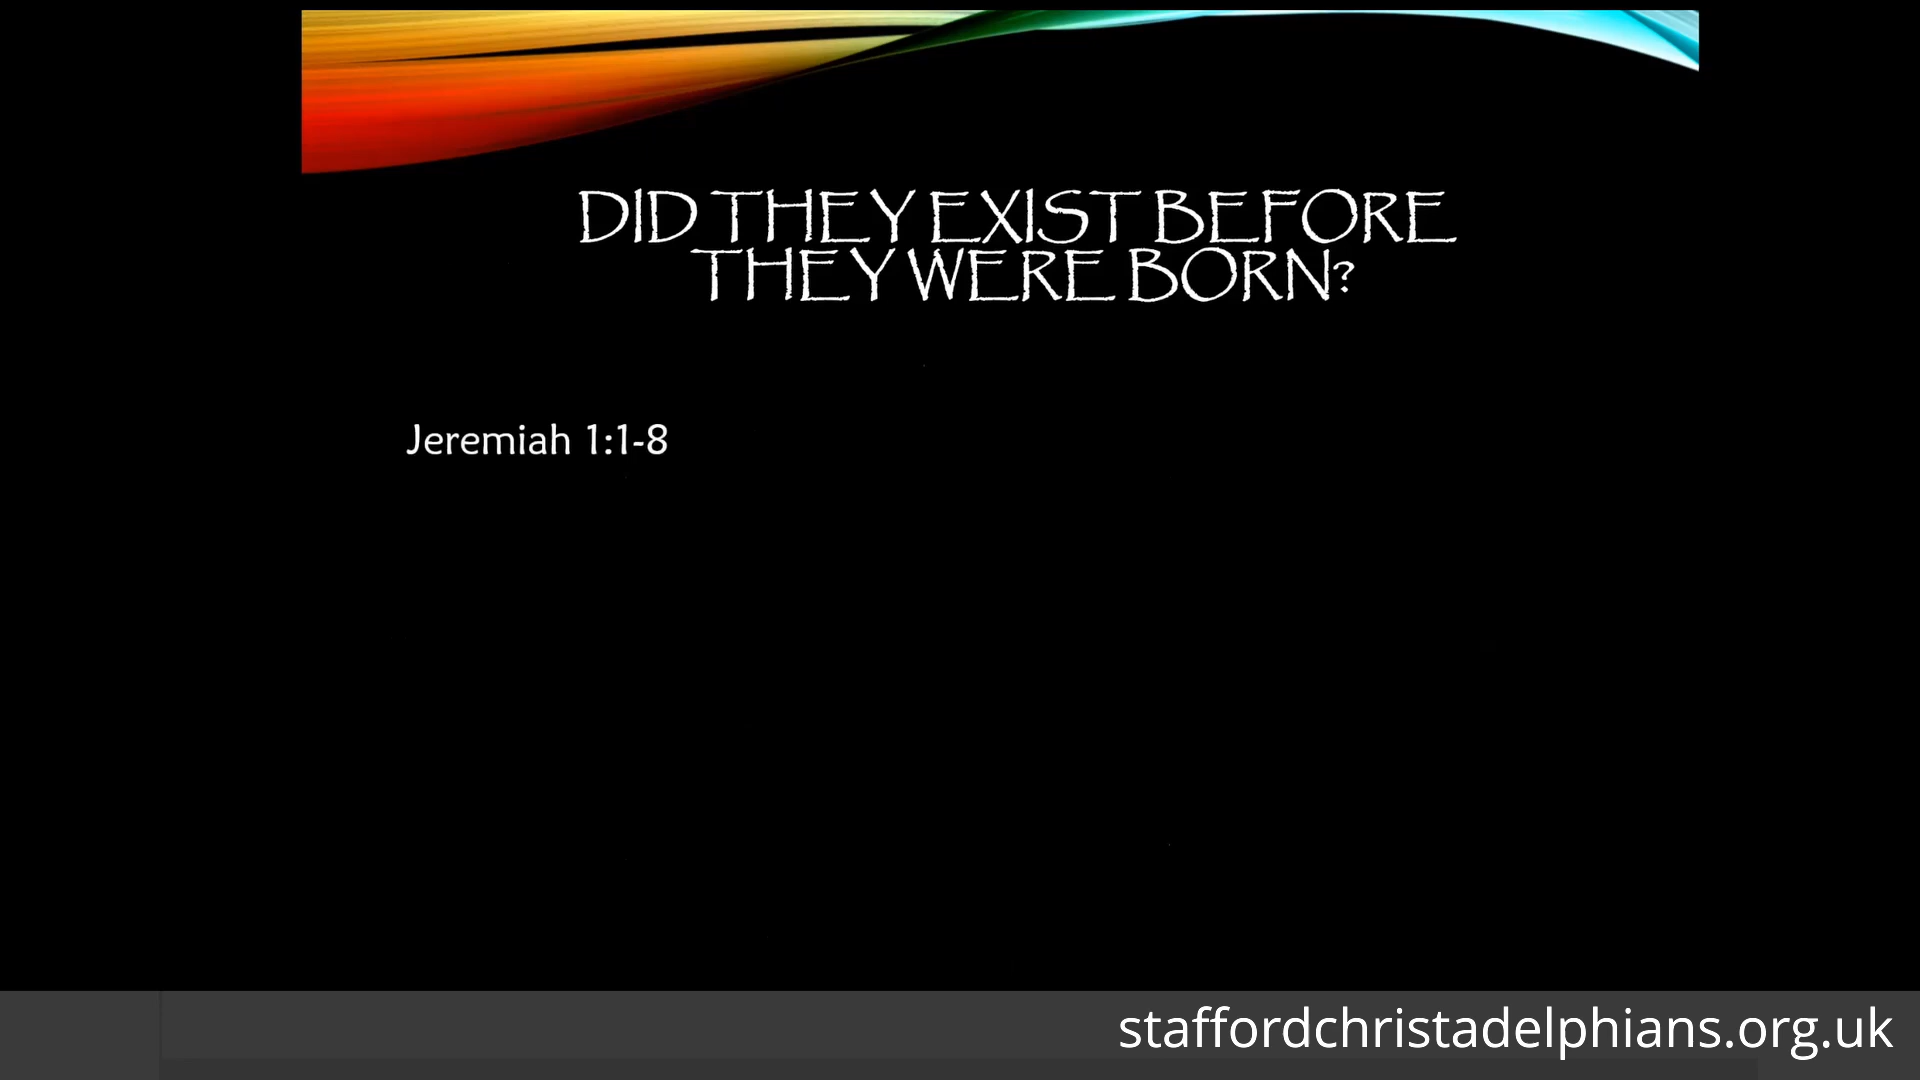 DID THEY EXIST BEFORE
THEY WERE BORN?
Jeremiah 1:1-8
staffordchristadelphians.org.uk